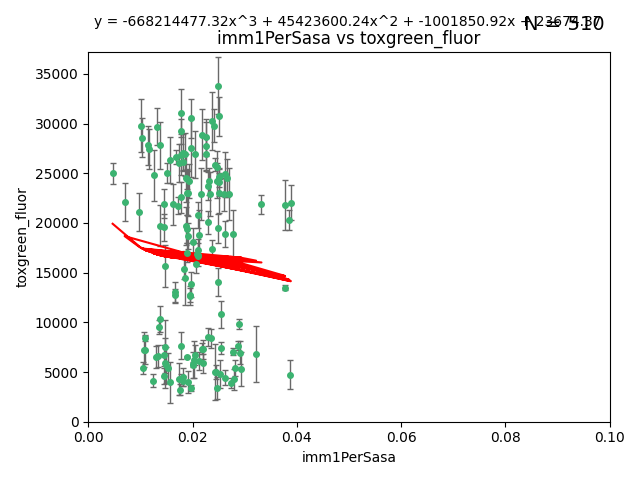 y = -668214477.32x^3 + 45423600.24x^2 + -1001850.92x + 23674.37
N = 510
imm1PerSasa vs toxgreen_fluor
35000
30000
25000
20000
15000
10000
5000
0
toxgreen_fluor
0.00 0.02 0.04 0.06 0.08 0.10
imm1PerSasa